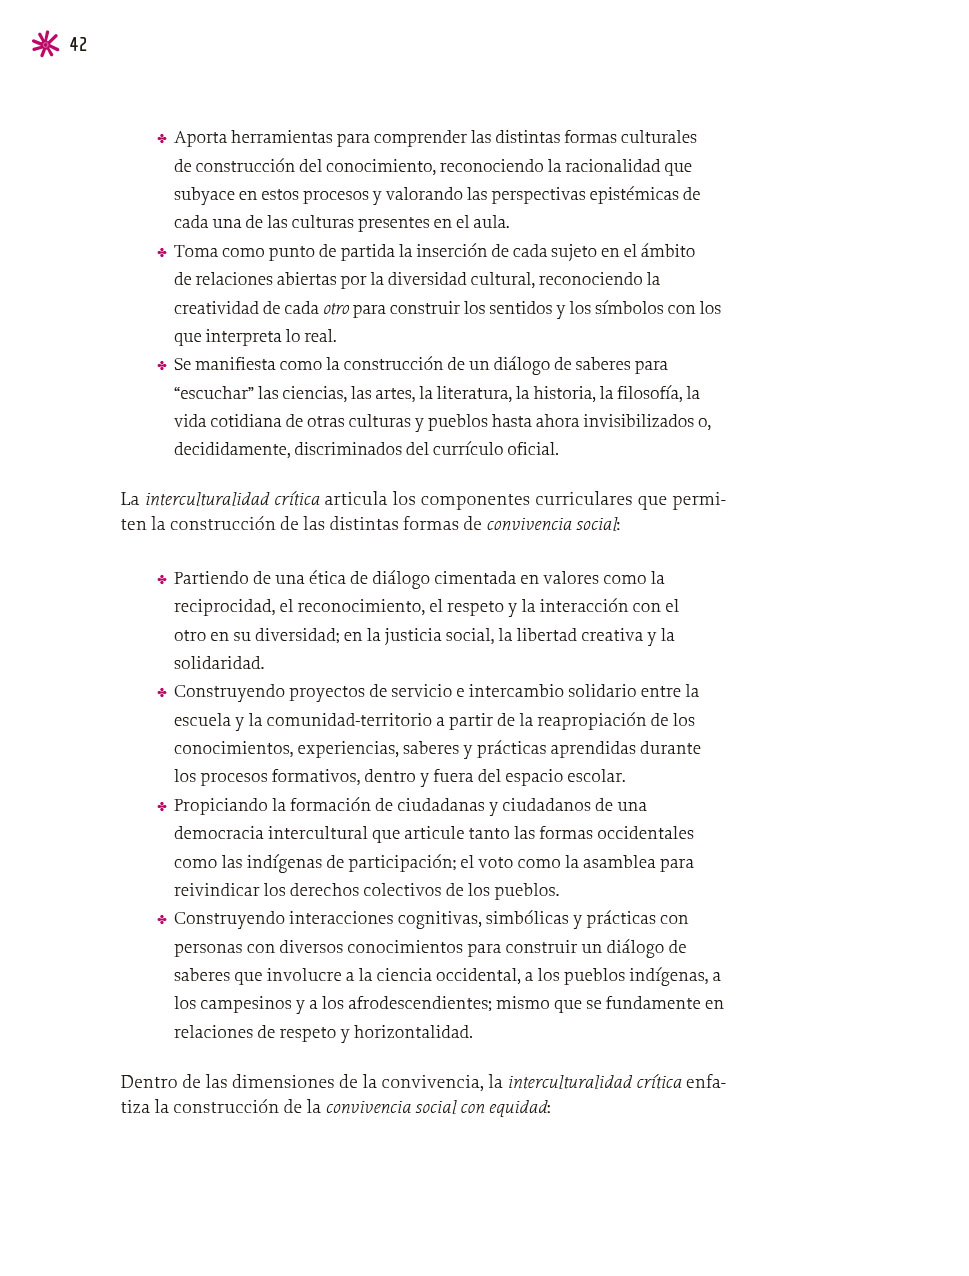 42
✤ Aporta herramientas para comprender las distintas formas culturales
de construcción del conocimiento, reconociendo la racionalidad que
subyace en estos procesos y valorando las perspectivas epistémicas de
cada una de las culturas presentes en el aula.
✤ Toma como punto de partida la inserción de cada sujeto en el ámbito
de relaciones abiertas por la diversidad cultural, reconociendo la
creatividad de cada otro para construir los sentidos y los símbolos con los
que interpreta lo real.
✤ Se manifiesta como la construcción de un diálogo de saberes para
“escuchar” las ciencias, las artes, la literatura, la historia, la filosofía, la
vida cotidiana de otras culturas y pueblos hasta ahora invisibilizados o,
decididamente, discriminados del currículo oficial.
La interculturalidad crítica articula los componentes curriculares que permi-
ten la construcción de las distintas formas de convivencia social:
✤ Partiendo de una ética de diálogo cimentada en valores como la
reciprocidad, el reconocimiento, el respeto y la interacción con el
otro en su diversidad; en la justicia social, la libertad creativa y la
solidaridad.
✤ Construyendo proyectos de servicio e intercambio solidario entre la
escuela y la comunidad-territorio a partir de la reapropiación de los
conocimientos, experiencias, saberes y prácticas aprendidas durante
los procesos formativos, dentro y fuera del espacio escolar.
✤ Propiciando la formación de ciudadanas y ciudadanos de una
democracia intercultural que articule tanto las formas occidentales
como las indígenas de participación; el voto como la asamblea para
reivindicar los derechos colectivos de los pueblos.
✤ Construyendo interacciones cognitivas, simbólicas y prácticas con
personas con diversos conocimientos para construir un diálogo de
saberes que involucre a la ciencia occidental, a los pueblos indígenas, a
los campesinos y a los afrodescendientes; mismo que se fundamente en
relaciones de respeto y horizontalidad.
Dentro de las dimensiones de la convivencia, la interculturalidad crítica enfa-
tiza la construcción de la convivencia social con equidad: